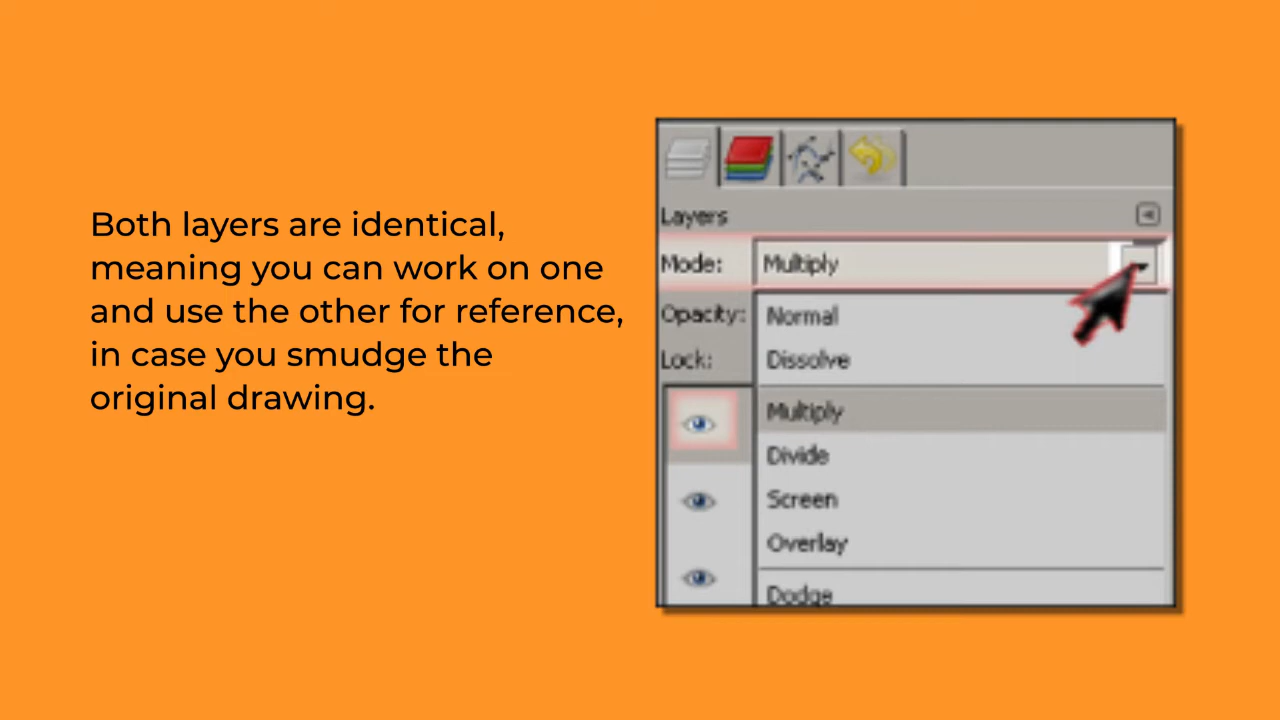 Both layers are identical,
meaning you can work on one
and use the other for reference,
in case you smudge the
original drawing.
Layers
Mode: Multiply
Opacity: Normal
Lock: Dissolve
Multiply
Divide
Screen
Overlay
Dodge